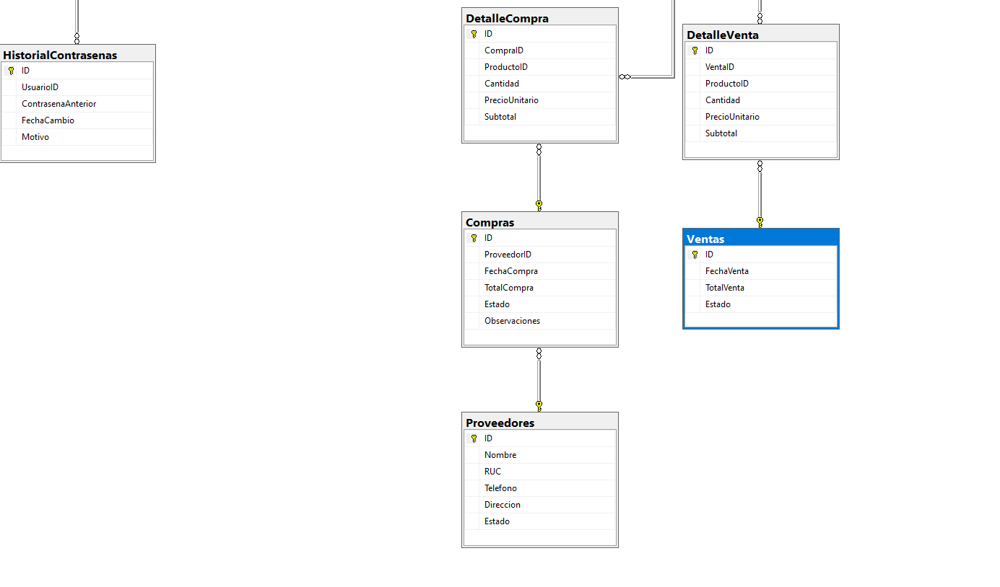 HistorialContrasenas
ID
UsuarioID
ContrasenaAnterior
FechaCambio
Motivo
DetalleCompra
ID
CompraID
ProductoID
Cantidad
PrecioUnitario
Subtotal
DetalleVenta
ID
VentaID
ProductoID
Cantidad
PrecioUnitario
Subtotal
Compras
ID
ProveedorID
FechaCompra
TotalCompra
Estado
Observaciones
Ventas
ID
FechaVenta
TotalVenta
Estado
Proveedores
ID
Nombre
RUC
Telefono
Direccion
Estado